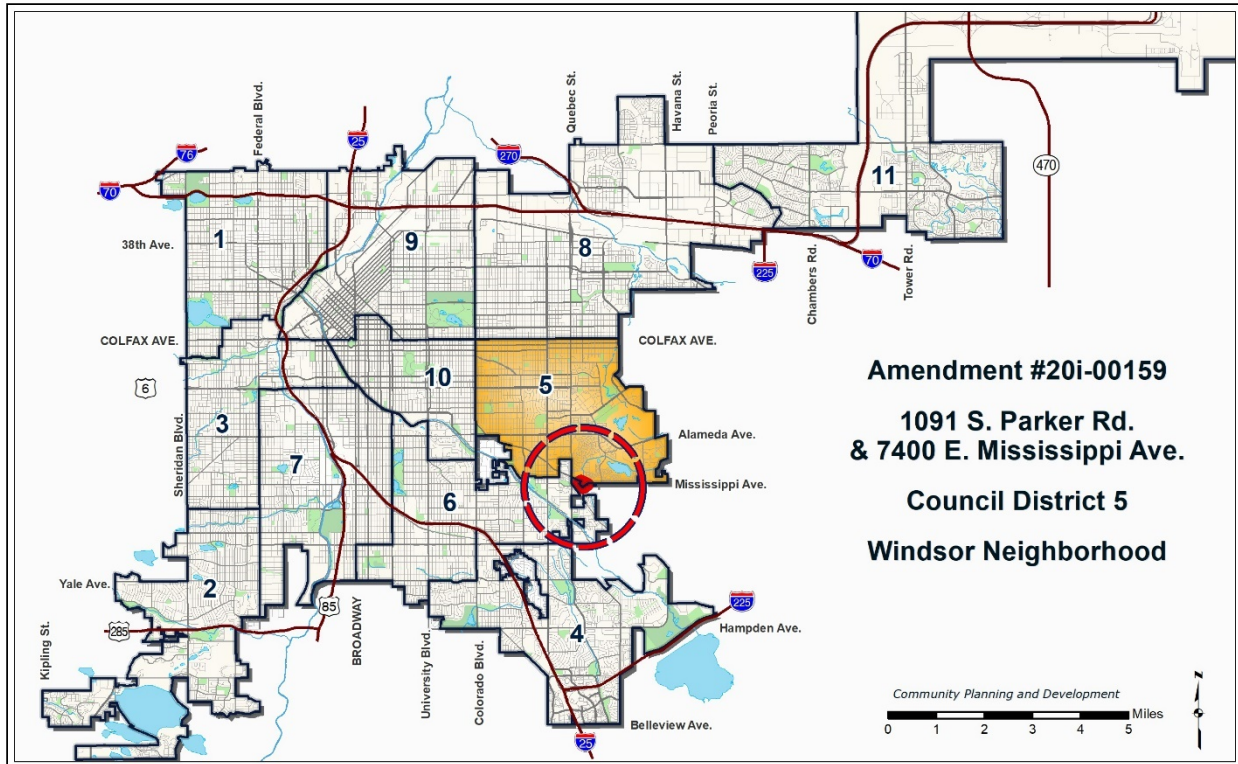 Federal Blvd.
Quebec St.
Havana St.
Peoria St.
76
25
270
70
470
11
38th Ave.
1
9
8
225
Chambers Rd.
70
Tower Rd.
COLFAX AVE.
COLFAX AVE.
6
10
5
3
Sheridan Blvd.
7
6
Alameda Ave.
Mississippi Ave.
Amendment #20i-00159
1091 S. Parker Rd.
& 7400 E. Mississippi Ave.
Council District 5
Windsor Neighborhood
Yale Ave.
2
85
BROADWAY
285
Kipling St.
University Blvd.
Colorado Blvd.
4
225
Hampden Ave.
Belleview Ave.
25
Community Planning and Development
Miles
0 1 2 3 4 5
N